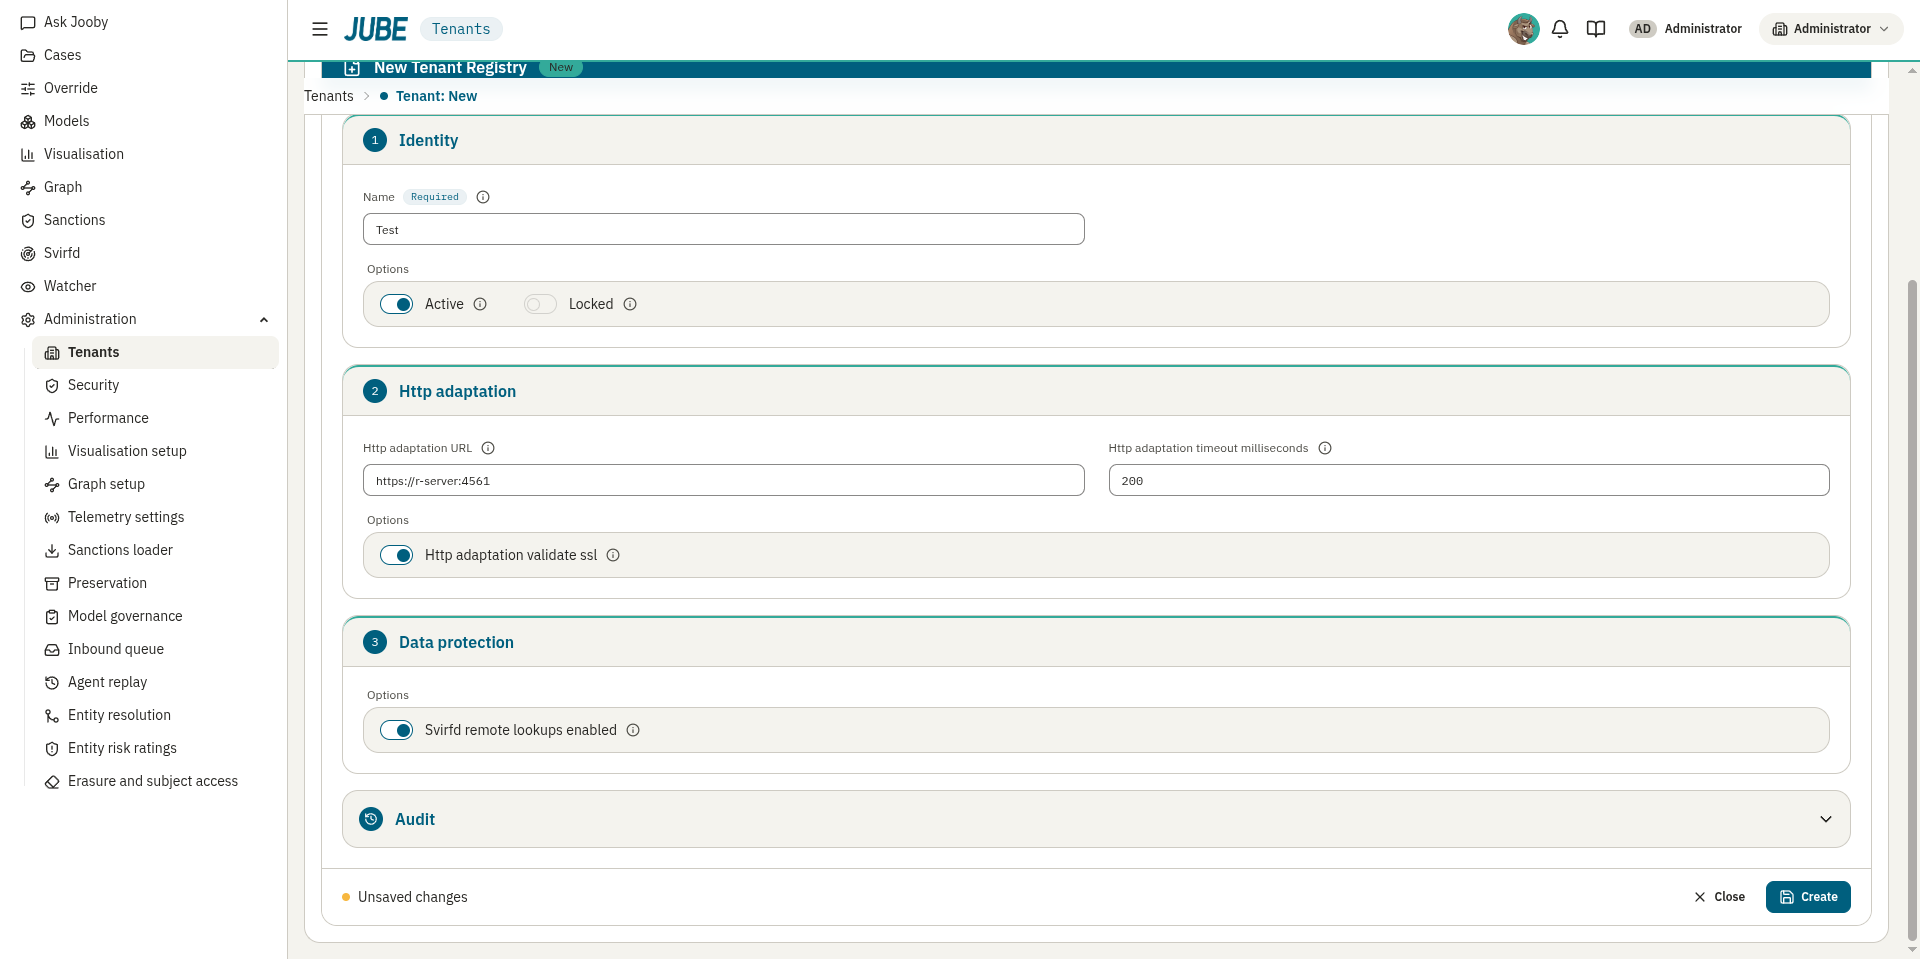 Ask Jooby
Cases
Override
Models
Visualisation
Graph
Sanctions
Svirfd
Watcher
Administration
Tenants
Security
Performance
Visualisation setup
Graph setup
Telemetry settings
Sanctions loader
Preservation
Model governance
Inbound queue
Agent replay
Entity resolution
Entity risk ratings
Erasure and subject access
JUBE Tenants
AD Administrator Administrator
New Tenant Registry New
Tenants > Tenant: New
1 Identity
Name Required
Test
Options
Active Locked
2 Http adaptation
Http adaptation URL Http adaptation timeout milliseconds
https://r-server:4561 200
Options
Http adaptation validate ssl
3 Data protection
Options
Svirfd remote lookups enabled
Audit
Unsaved changes Close Create